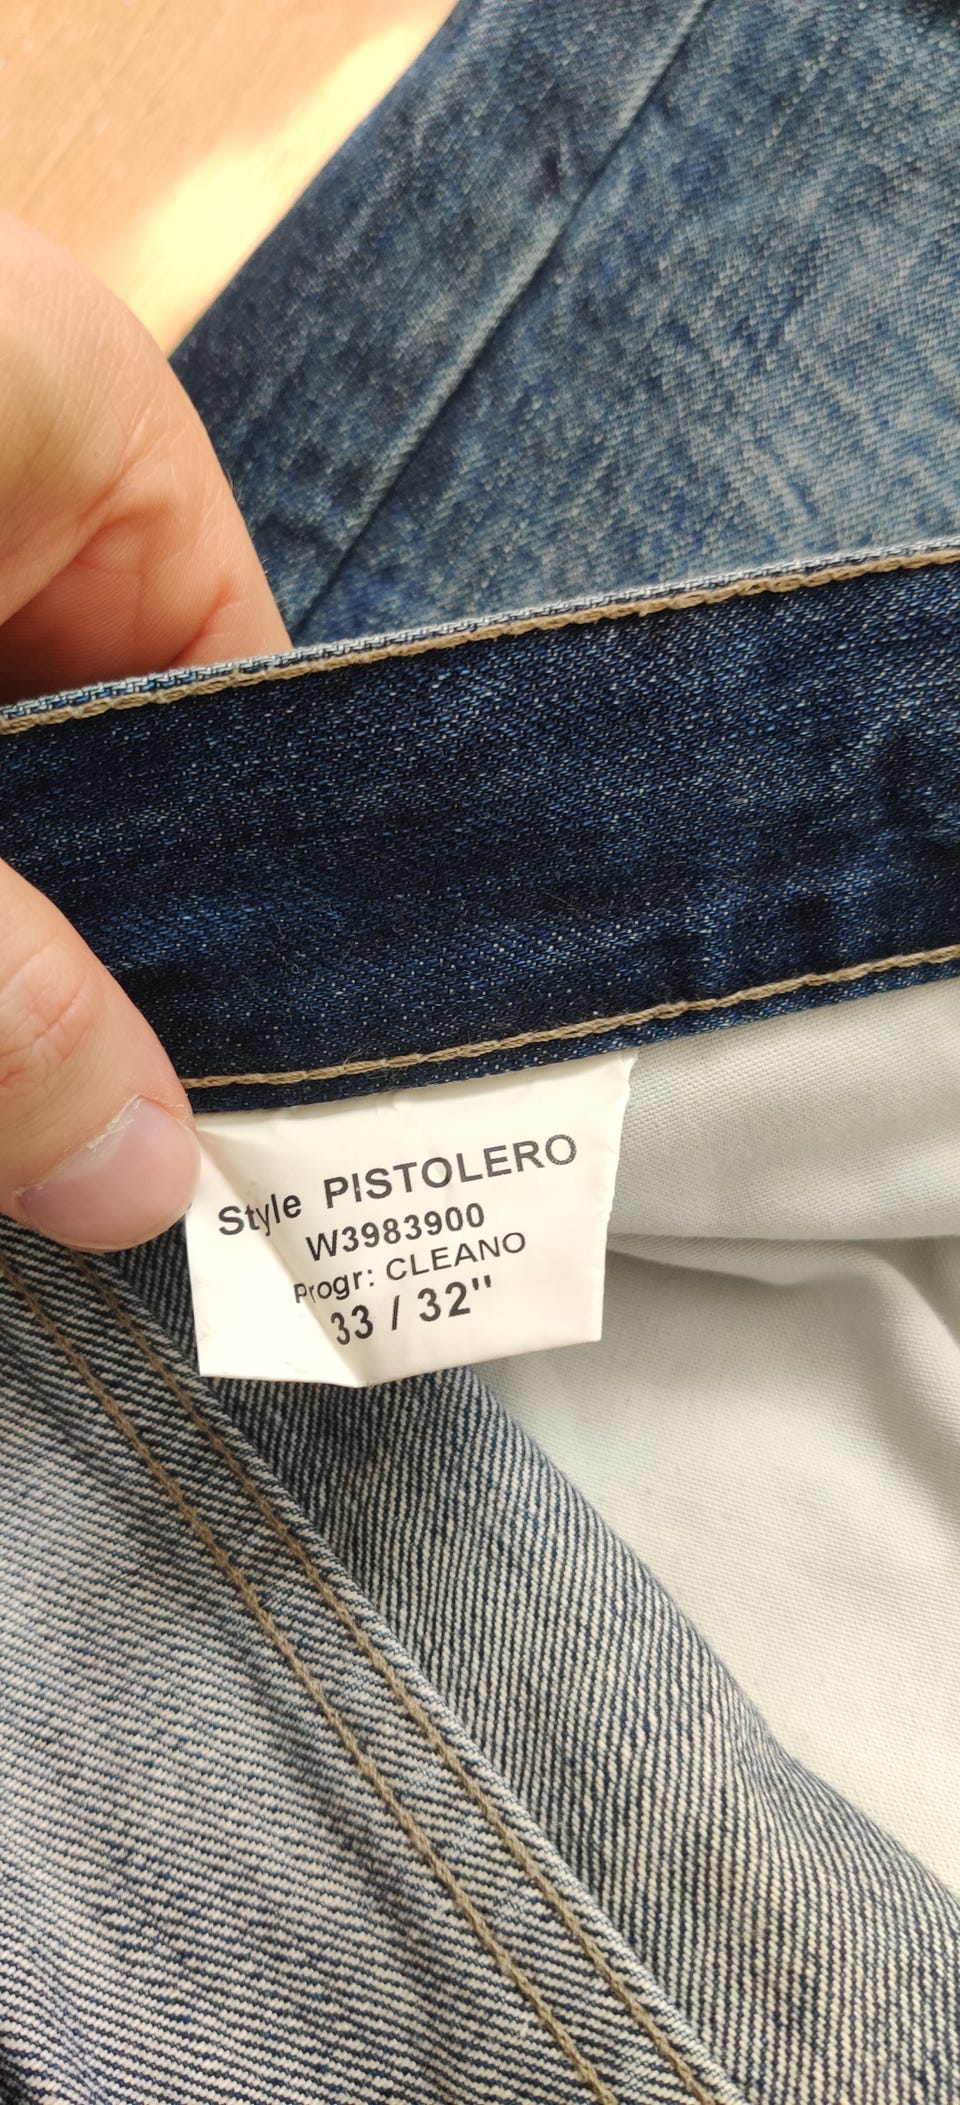 Style PISTOLERO
W3983900
Progr: CLEANO
33 / 32"